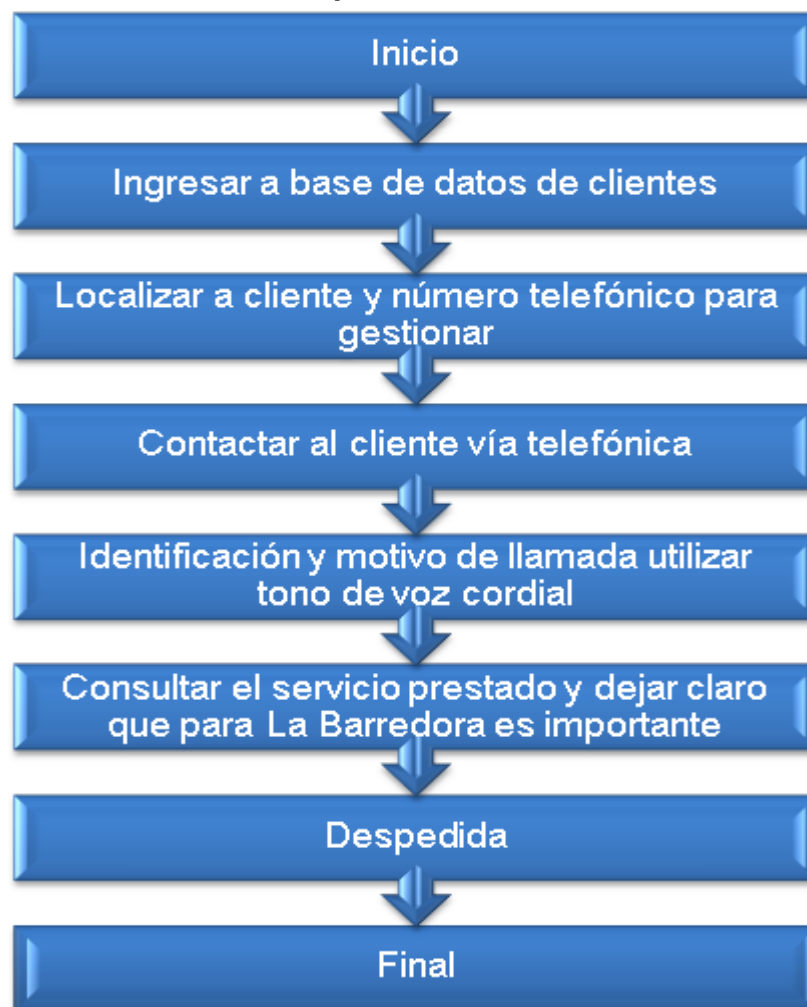 Inicio
Ingresar a base de datos de clientes
Localizar a cliente y número telefónico para
gestionar
Contactar al cliente vía telefónica
Identificación y motivo de llamada utilizar
tono de voz cordial
Consultar el servicio prestado y dejar claro
que para La Barredora es importante
Despedida
Final